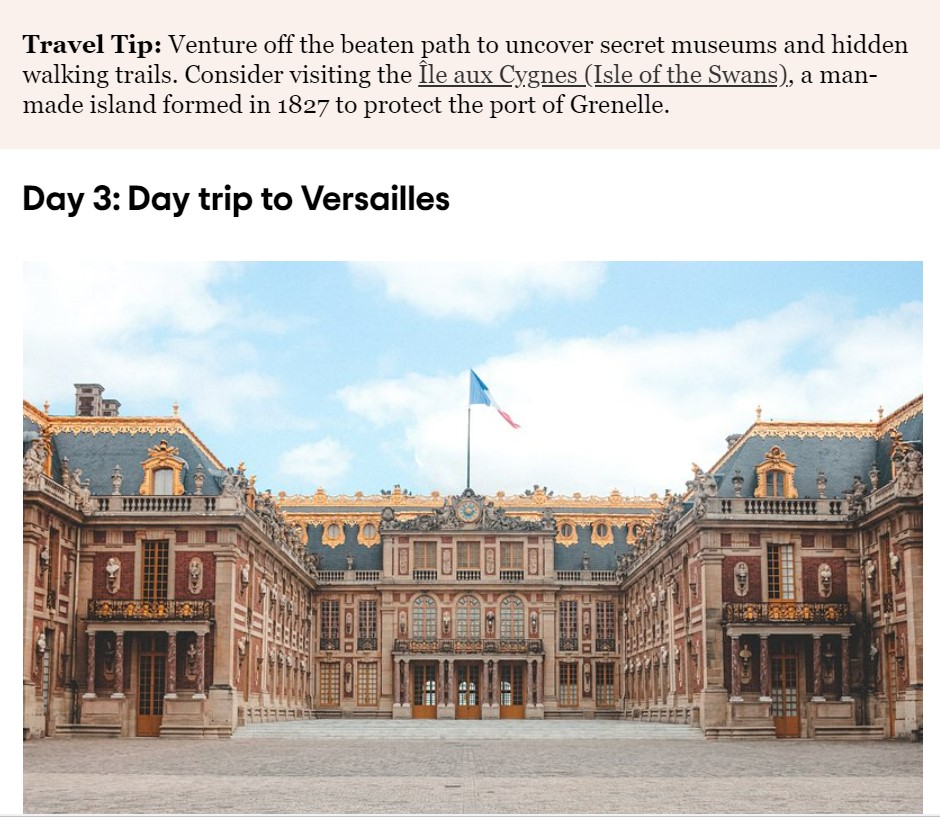 Travel Tip: Venture off the beaten path to uncover secret museums and hidden
walking trails. Consider visiting the Île aux Cygnes (Isle of the Swans), a man-
made island formed in 1827 to protect the port of Grenelle.
Day 3: Day trip to Versailles